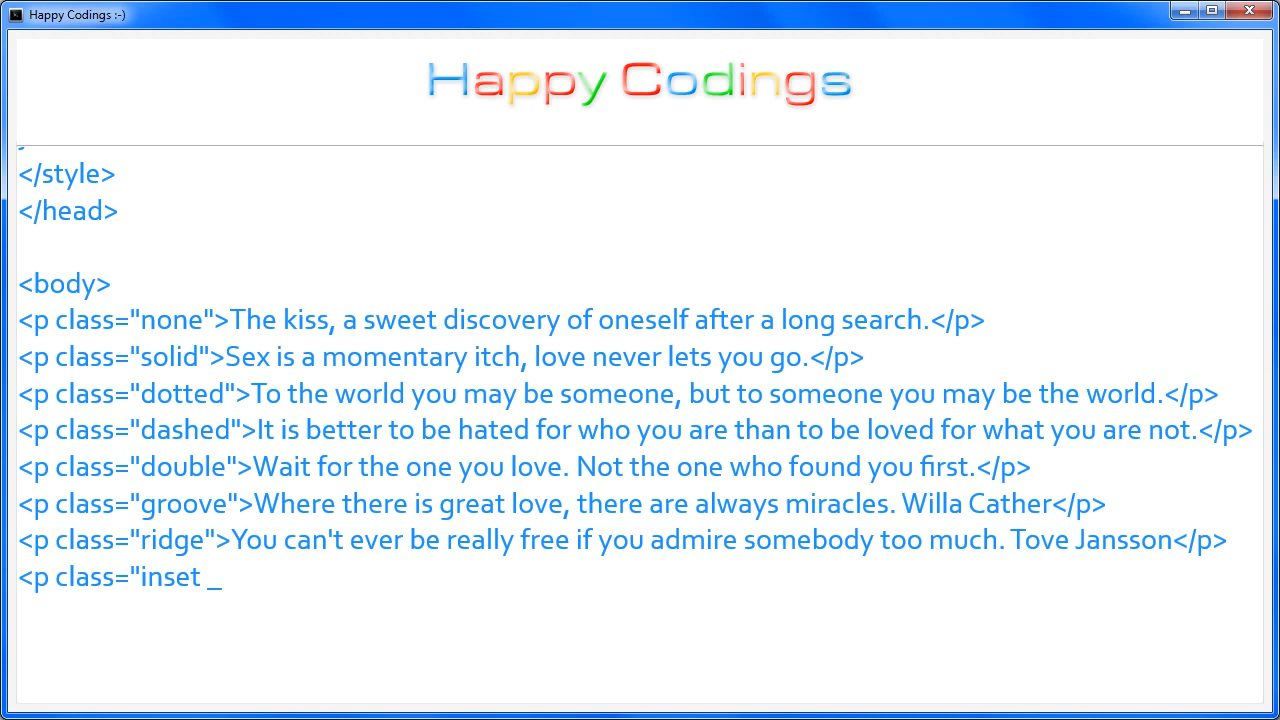 Happy Codings :-)
Happy Codings
</style>
</head>
<body>
<p class="none">The kiss, a sweet discovery of oneself after a long search.</p>
<p class="solid">Sex is a momentary itch, love never lets you go.</p>
<p class="dotted">To the world you may be someone, but to someone you may be the world.</p>
<p class="dashed">It is better to be hated for who you are than to be loved for what you are not.</p>
<p class="double">Wait for the one you love. Not the one who found you first.</p>
<p class="groove">Where there is great love, there are always miracles. Willa Cather</p>
<p class="ridge">You can't ever be really free if you admire somebody too much. Tove Jansson</p>
<p class="inset _